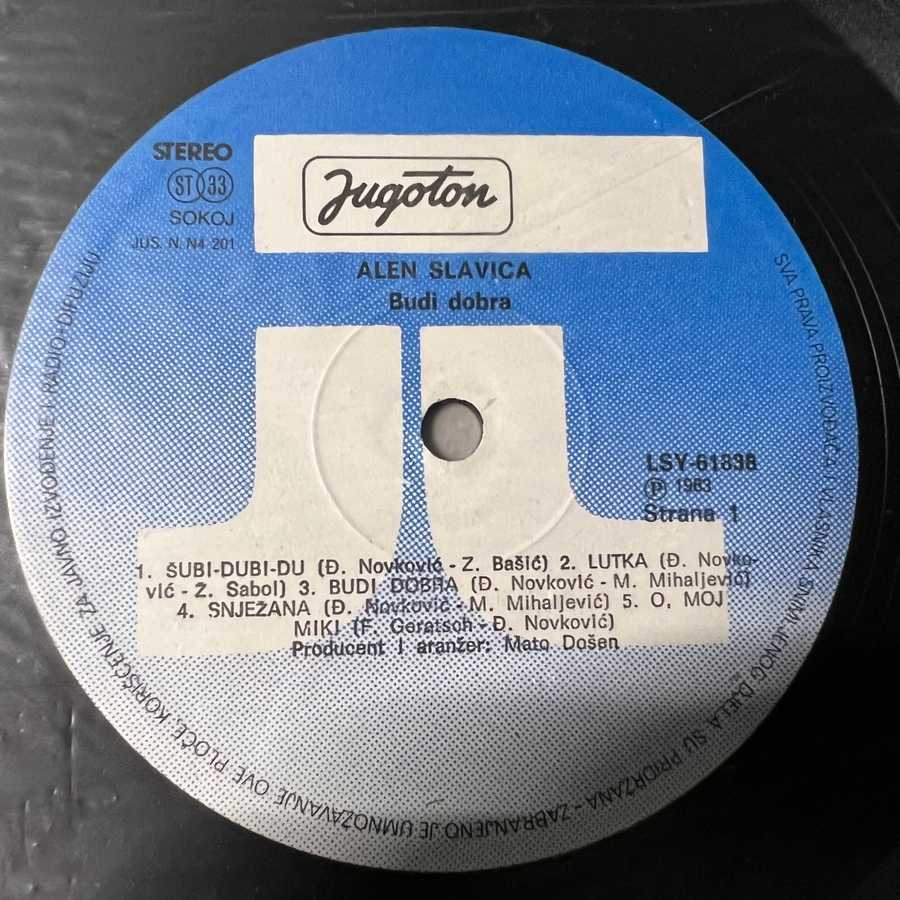 STEREO
ST 33
SOKOJ
JUS. N. N4 201
Jugoton
ALEN SLAVICA
Budi dobra
LSY-61838
Ⓟ 1983
Strana 1
1. ŠUBI-DUBI-DU (Đ. Novković - Z. Bašić) 2. LUTKA (Đ. Novko-
vić - Ž. Sabol) 3. BUDI DOBRA (Đ. Novković - M. Mihaljević)
4. SNJEŽANA (Đ. Novković - M. Mihaljević) 5. O, MOJ
MIKI (F. Geratsch - Đ. Novković)
Producent i aranžer: Mato Došen
SVA PRAVA PROIZVOĐAČA I VLASNIKA SNIMLJENOG DJELA SU PRIDRŽANA - ZABRANJENO JE UMNOŽAVANJE OVE PLOČE, KORIŠĆENJE ZA JAVNO IZVOĐENJE I RADIO-DIFUZIJU